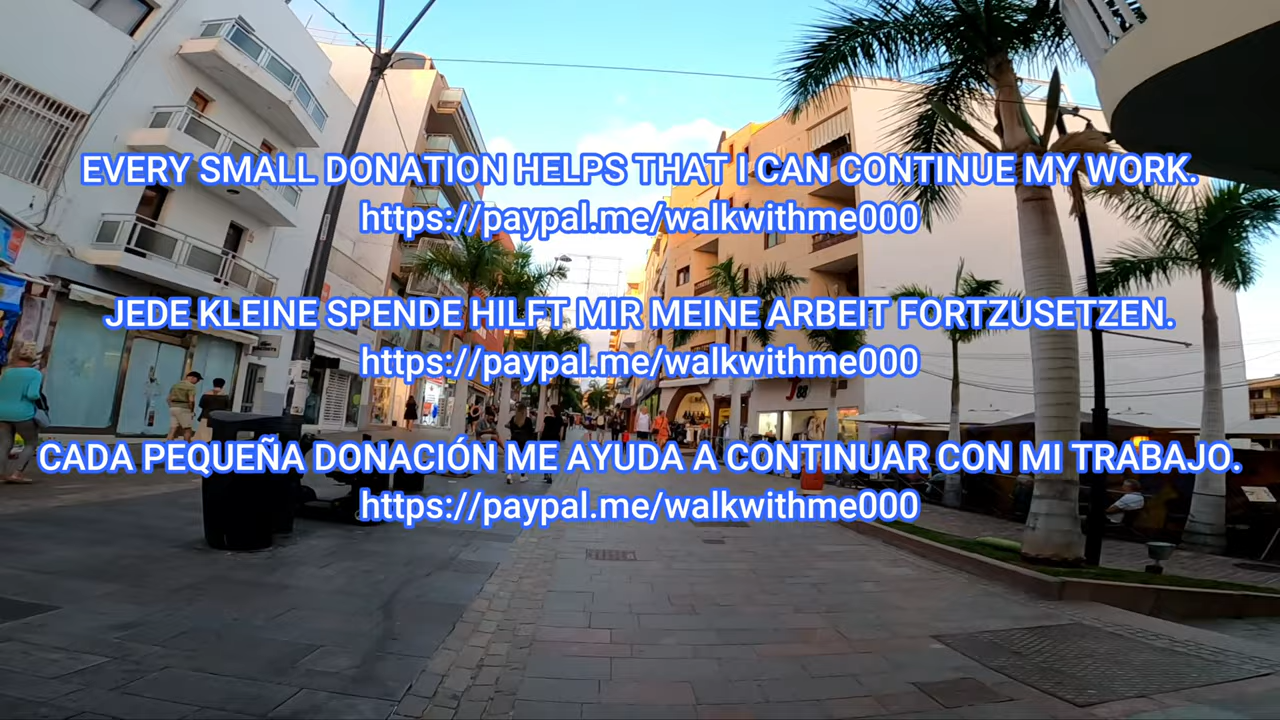 EVERY SMALL DONATION HELPS THAT I CAN CONTINUE MY WORK.
https://paypal.me/walkwithme000
JEDE KLEINE SPENDE HILFT MIR MEINE ARBEIT FORTZUSETZEN.
https://paypal.me/walkwithme000
CADA PEQUEÑA DONACIÓN ME AYUDA A CONTINUAR CON MI TRABAJO.
https://paypal.me/walkwithme000